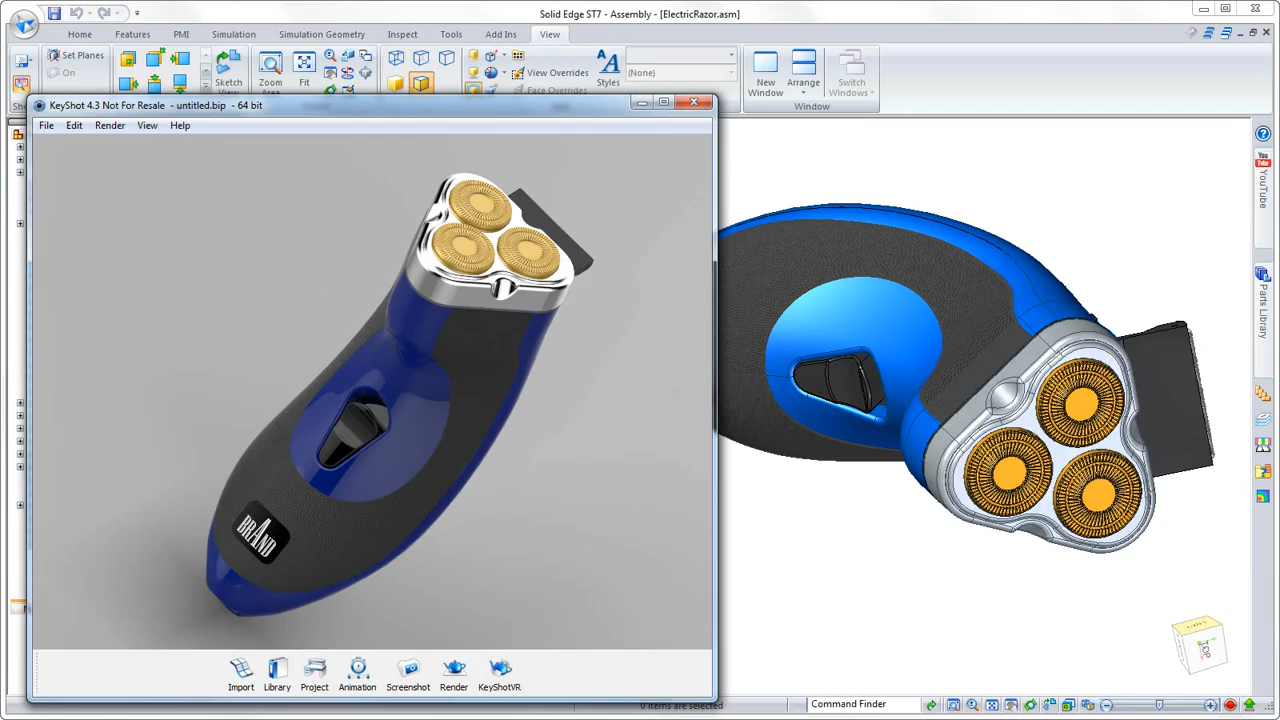 Solid Edge ST7 - Assembly - [ElectricRazor.asm]
Home Features PMI Simulation Simulation Geometry Inspect Tools Add Ins View
Set Planes
On
Sketch
View
Zoom
Area
Fit
View Overrides
Face Overrides
Styles
(None)
New
Window
Arrange
Switch
Windows
Window
KeyShot 4.3 Not For Resale - untitled.bip - 64 bit
File Edit Render View Help
BRAND
Import Library Project Animation Screenshot Render KeyShotVR
You
Tube
YouTube
Parts Library
TOP
0 items are selected
Command Finder